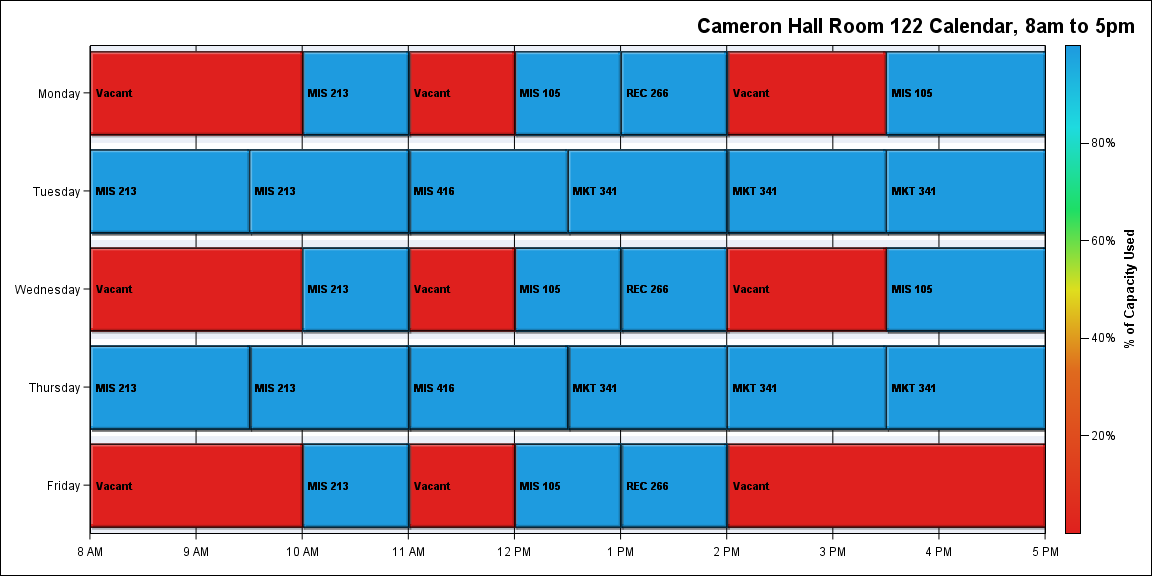 Cameron Hall Room 122 Calendar, 8am to 5pm
Monday Vacant MIS 213 Vacant MIS 105 REC 266 Vacant MIS 105
80%
Tuesday MIS 213 MIS 213 MIS 416 MKT 341 MKT 341 MKT 341
60%
% of Capacity Used
Wednesday Vacant MIS 213 Vacant MIS 105 REC 266 Vacant MIS 105
40%
Thursday MIS 213 MIS 213 MIS 416 MKT 341 MKT 341 MKT 341
20%
Friday Vacant MIS 213 Vacant MIS 105 REC 266 Vacant
8 AM 9 AM 10 AM 11 AM 12 PM 1 PM 2 PM 3 PM 4 PM 5 PM